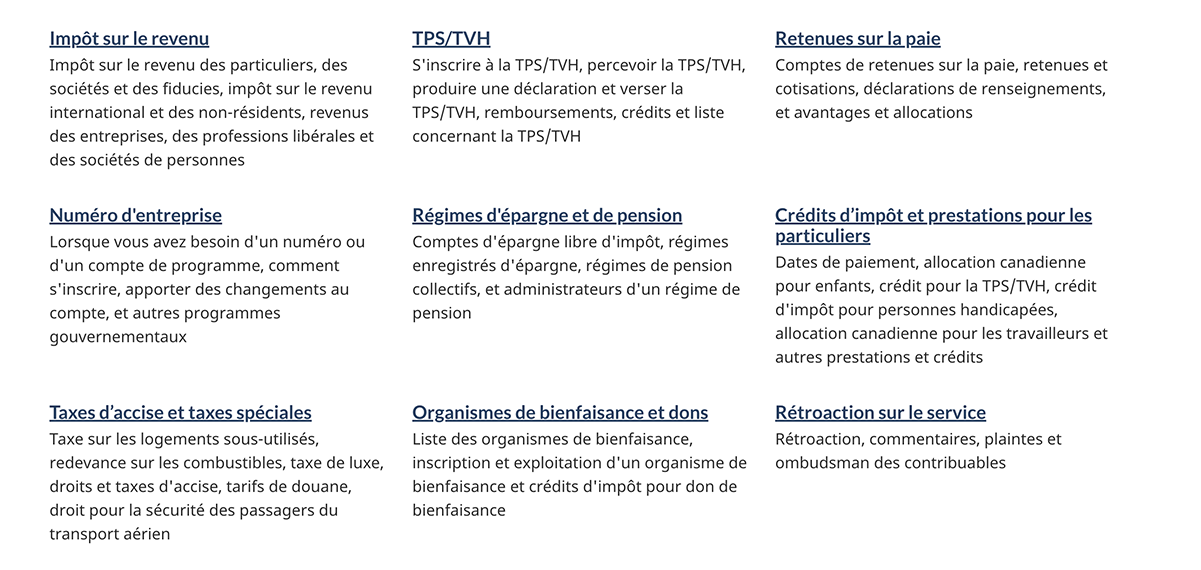 Impôt sur le revenu
Impôt sur le revenu des particuliers, des
sociétés et des fiducies, impôt sur le revenu
international et des non-résidents, revenus
des entreprises, des professions libérales et
des sociétés de personnes
TPS/TVH
S'inscrire à la TPS/TVH, percevoir la TPS/TVH,
produire une déclaration et verser la
TPS/TVH, remboursements, crédits et liste
concernant la TPS/TVH
Retenues sur la paie
Comptes de retenues sur la paie, retenues et
cotisations, déclarations de renseignements,
et avantages et allocations
Numéro d'entreprise
Lorsque vous avez besoin d'un numéro ou
d'un compte de programme, comment
s'inscrire, apporter des changements au
compte, et autres programmes
gouvernementaux
Régimes d'épargne et de pension
Comptes d'épargne libre d'impôt, régimes
enregistrés d'épargne, régimes de pension
collectifs, et administrateurs d'un régime de
pension
Crédits d’impôt et prestations pour les
particuliers
Dates de paiement, allocation canadienne
pour enfants, crédit pour la TPS/TVH, crédit
d'impôt pour personnes handicapées,
allocation canadienne pour les travailleurs et
autres prestations et crédits
Taxes d’accise et taxes spéciales
Taxe sur les logements sous-utilisés,
redevance sur les combustibles, taxe de luxe,
droits et taxes d'accise, tarifs de douane,
droit pour la sécurité des passagers du
transport aérien
Organismes de bienfaisance et dons
Liste des organismes de bienfaisance,
inscription et exploitation d'un organisme de
bienfaisance et crédits d'impôt pour don de
bienfaisance
Rétroaction sur le service
Rétroaction, commentaires, plaintes et
ombudsman des contribuables